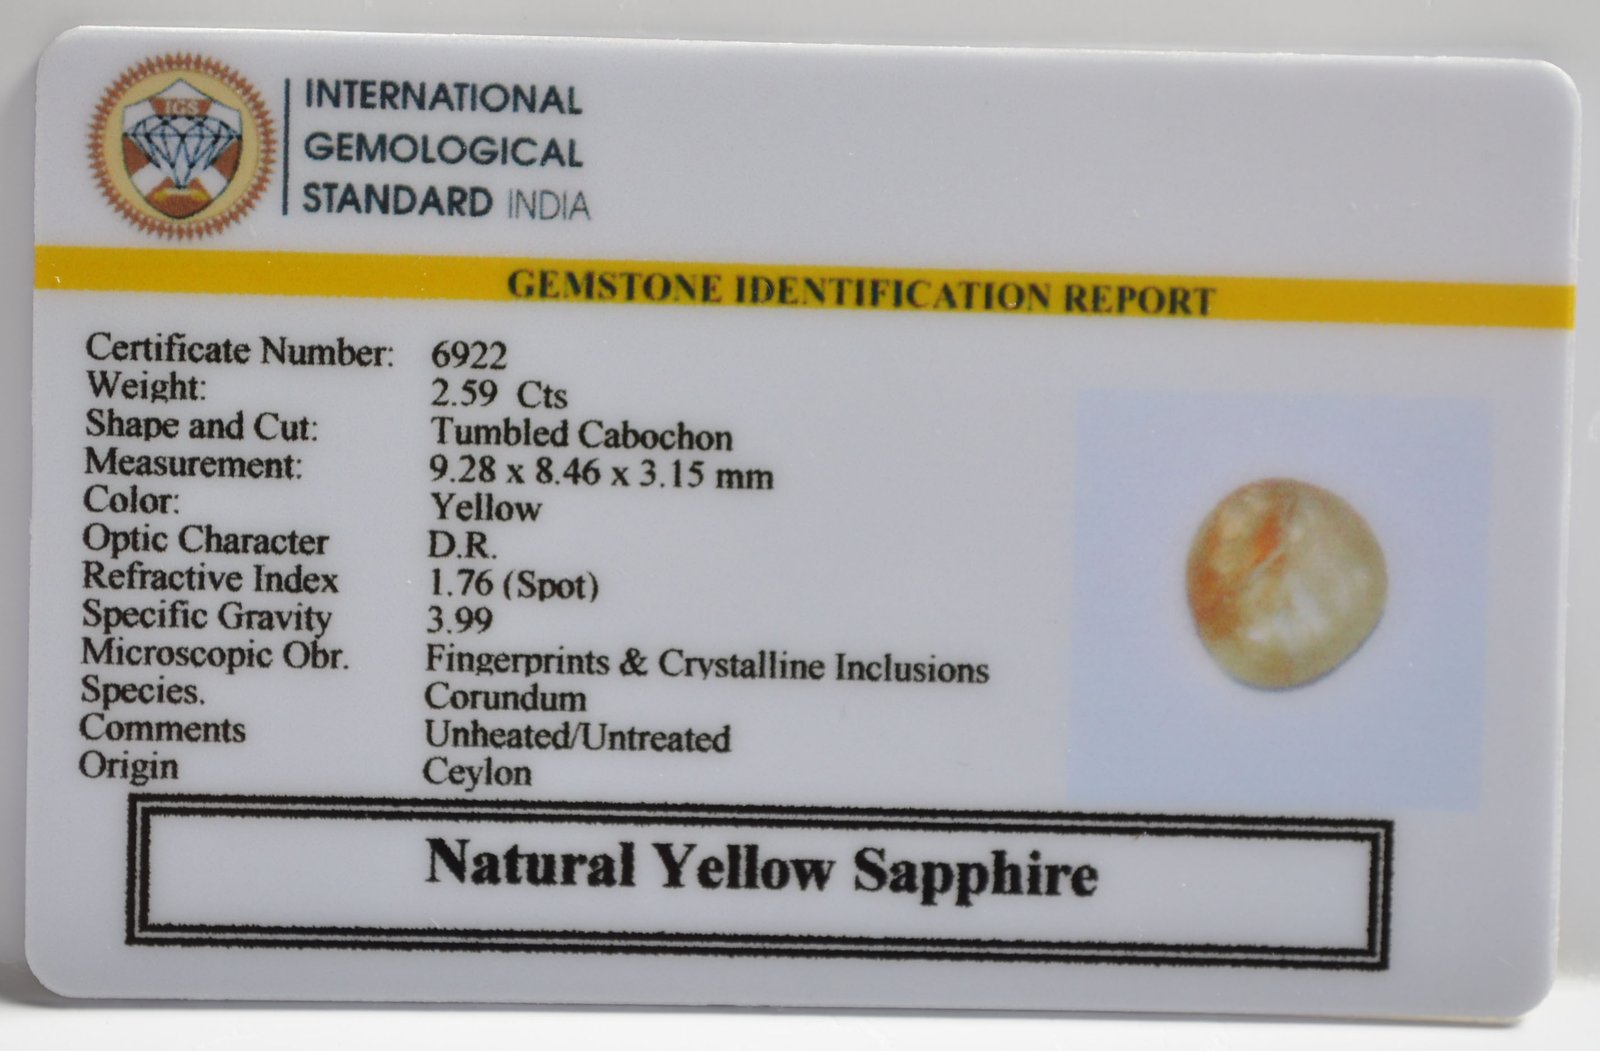 IGS
INTERNATIONAL
GEMOLOGICAL
STANDARD INDIA
GEMSTONE IDENTIFICATION REPORT
Certificate Number: 6922
Weight: 2.59 Cts
Shape and Cut: Tumbled Cabochon
Measurement: 9.28 x 8.46 x 3.15 mm
Color: Yellow
Optic Character D.R.
Refractive Index 1.76 (Spot)
Specific Gravity 3.99
Microscopic Obr. Fingerprints & Crystalline Inclusions
Species. Corundum
Comments Unheated/Untreated
Origin Ceylon
Natural Yellow Sapphire